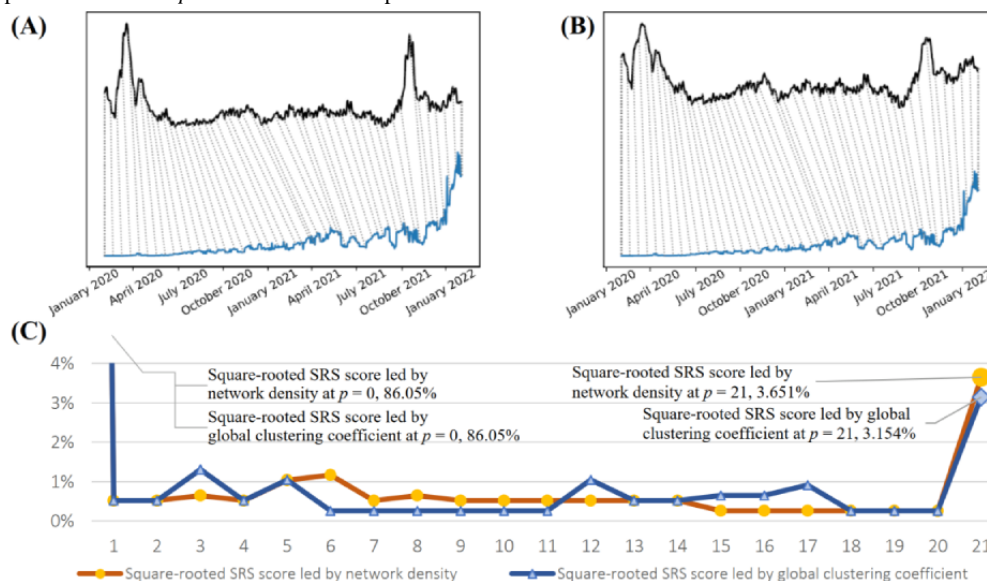 (A)
(B)
January 2020
April 2020
July 2020
October 2020
January 2021
April 2021
July 2021
October 2021
January 2022
January 2020
April 2020
July 2020
October 2020
January 2021
April 2021
July 2021
October 2021
January 2022
(C)
4%
3%
2%
1%
0%
Square-rooted SRS score led by
network density at p = 0, 86.05%
Square-rooted SRS score led by
global clustering coefficient at p = 0, 86.05%
Square-rooted SRS score led by
network density at p = 21, 3.651%
Square-rooted SRS score led by global
clustering coefficient at p = 21, 3.154%
1 2 3 4 5 6 7 8 9 10 11 12 13 14 15 16 17 18 19 20 21
Square-rooted SRS score led by network density
Square-rooted SRS score led by global clustering coefficient